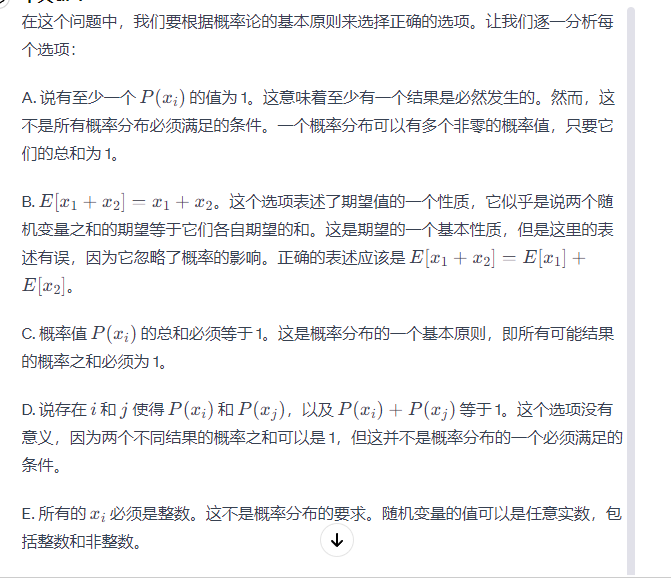 在这个问题中，我们要根据概率论的基本原则来选择正确的选项。让我们逐一分析每
个选项：
A. 说有至少一个 P(xᵢ) 的值为 1。这意味着至少有一个结果是必然发生的。然而，这
不是所有概率分布必须满足的条件。一个概率分布可以有多个非零的概率值，只要它
们的总和为 1。
B. E[x₁ + x₂] = x₁ + x₂。这个选项表述了期望值的一个性质，它似乎是说两个随
机变量之和的期望等于它们各自期望的和。这是期望的一个基本性质，但是这里的表
述有误，因为它忽略了概率的影响。正确的表述应该是 E[x₁ + x₂] = E[x₁] +
E[x₂]。
C. 概率值 P(xᵢ) 的总和必须等于 1。这是概率分布的一个基本原则，即所有可能结果
的概率之和必须为 1。
D. 说存在 i 和 j 使得 P(xᵢ) 和 P(xⱼ)，以及 P(xᵢ) + P(xⱼ) 等于 1。这个选项没有
意义，因为两个不同结果的概率之和可以是 1，但这并不是概率分布的一个必须满足的
条件。
E. 所有的 xᵢ 必须是整数。这不是概率分布的要求。随机变量的值可以是任意实数，包
括整数和非整数。